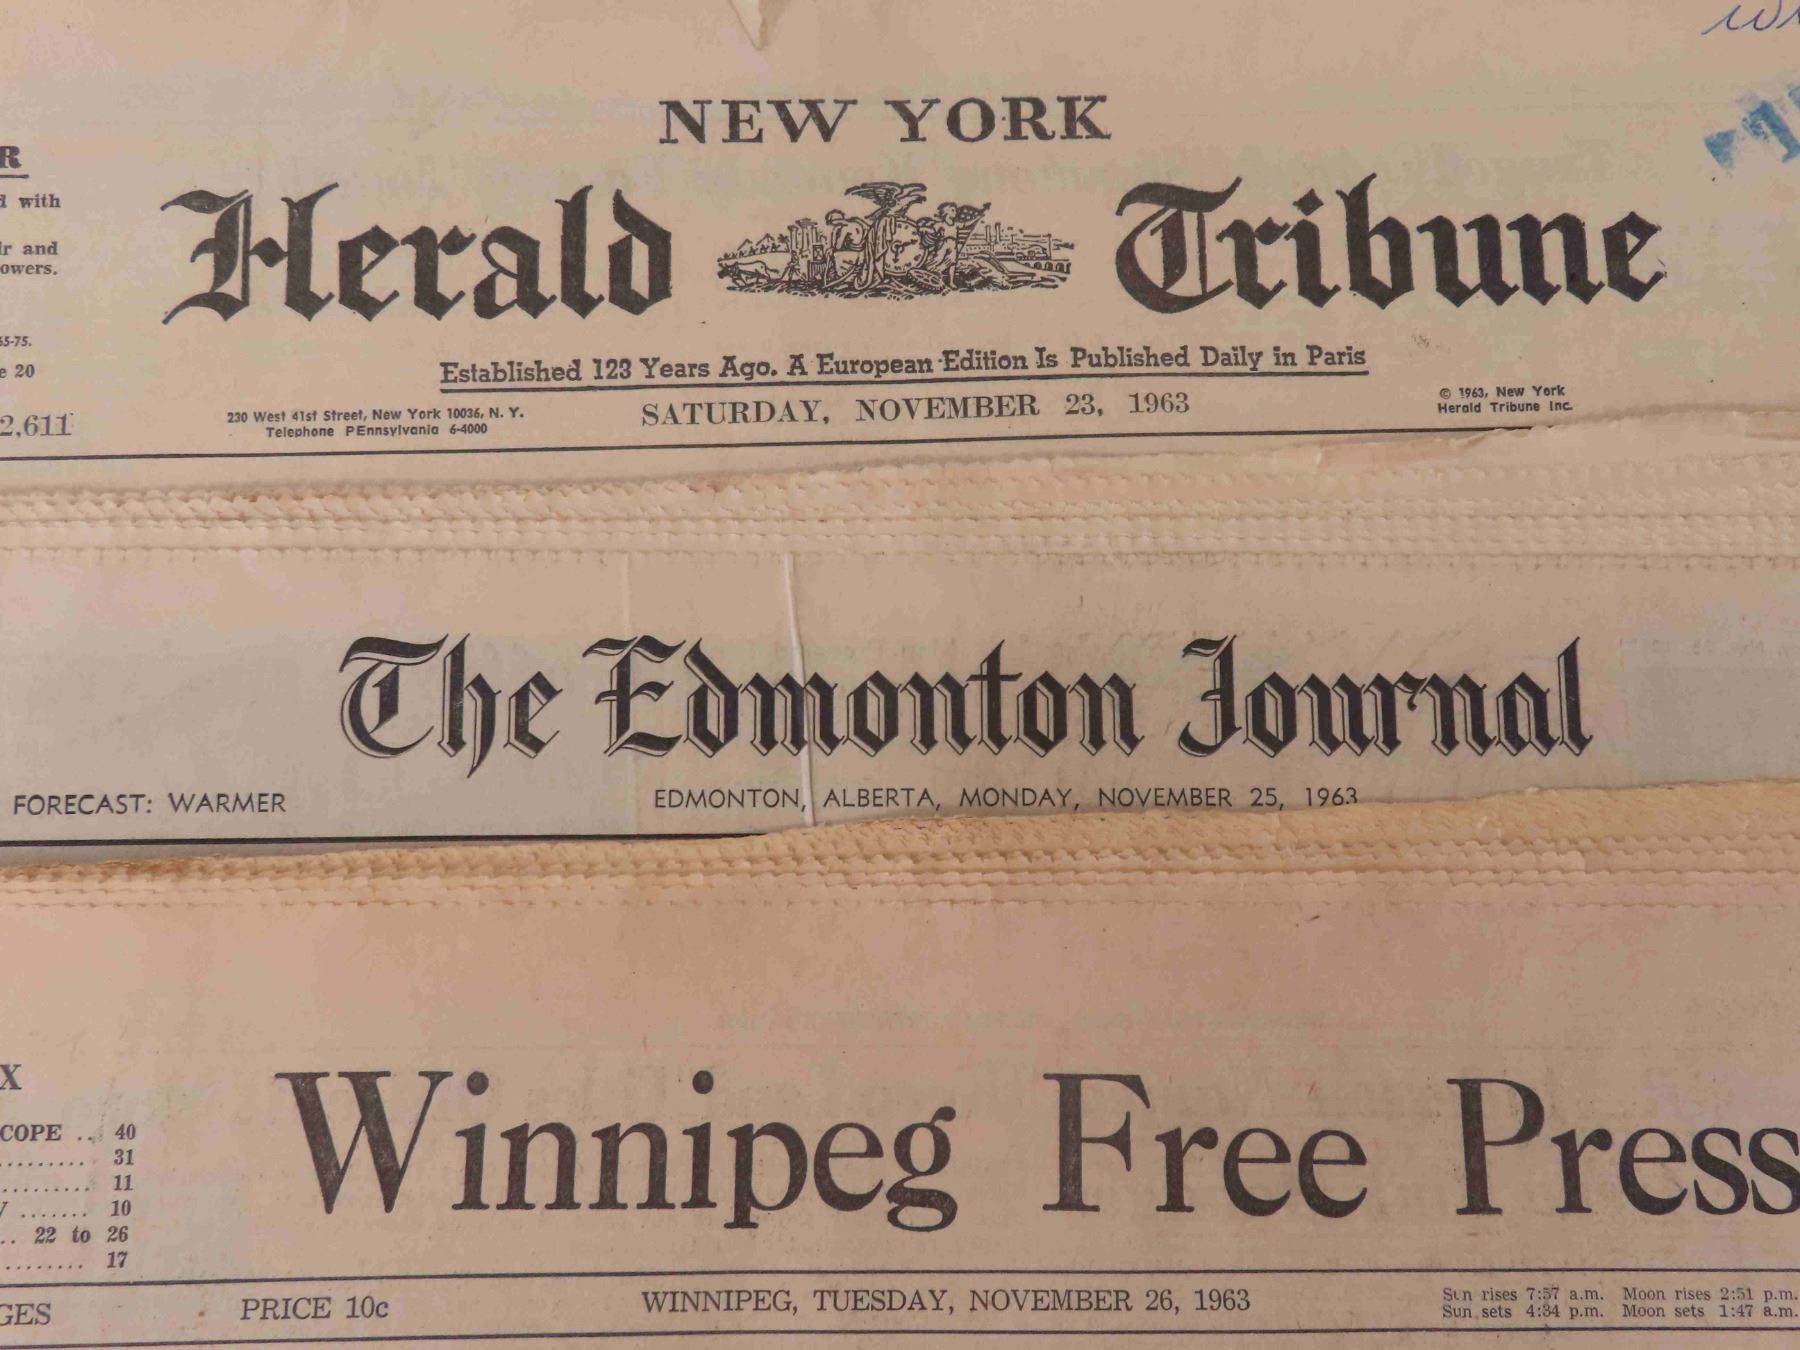 NEW YORK
Herald Tribune
R
with
and
Established 123 Years Ago. A European Edition Is Published Daily in Paris
65-75.
20
2,611
230 West 41st Street, New York 10036, N. Y.
Telephone PEnnsylvania 6-4000
SATURDAY, NOVEMBER 23, 1963
© 1963, New York
Herald Tribune Inc.
The Edmonton Journal
FORECAST: WARMER
EDMONTON, ALBERTA, MONDAY, NOVEMBER 25, 1963
Winnipeg Free Press
X
COPE .. 40
........ 31
......... 11
....... 10
.. 22 to 26
........ 17
GES
PRICE 10c
WINNIPEG, TUESDAY, NOVEMBER 26, 1963
Sun rises 7:57 a.m. Moon rises 2:51 p.m.
Sun sets 4:34 p.m. Moon sets 1:47 a.m.